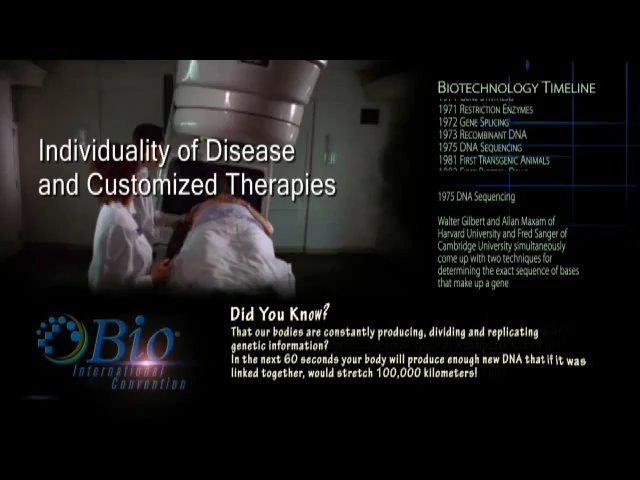 Individuality of Disease
and Customized Therapies
BIOTECHNOLOGY TIMELINE
1971 RESTRICTION ENZYMES
1972 GENE SPLICING
1973 RECOMBINANT DNA
1975 DNA SEQUENCING
1981 FIRST TRANSGENIC ANIMALS
1975 DNA Sequencing
Walter Gilbert and Allan Maxam of
Harvard University and Fred Sanger of
Cambridge University simultaneously
come up with two techniques for
determining the exact sequence of bases
that make up a gene
Did You Know?
That our bodies are constantly producing, dividing and replicating
genetic information?
In the next 60 seconds your body will produce enough new DNA that if it was
linked together, would stretch 100,000 kilometers!
Bio
International
Convention